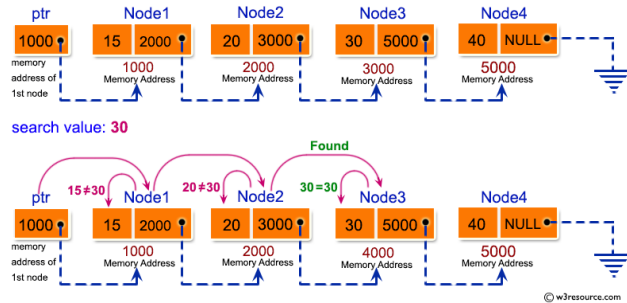 ptr Node1 Node2 Node3 Node4
1000 15 2000 20 3000 30 5000 40 NULL
memory address of 1st node
1000 2000 3000 5000
Memory Address Memory Address Memory Address Memory Address
search value: 30
Found
15≠30 20≠30 30=30
ptr Node1 Node2 Node3 Node4
1000 15 2000 20 3000 30 5000 40 NULL
memory address of 1st node
1000 2000 4000 5000
Memory Address Memory Address Memory Address Memory Address
© w3resource.com